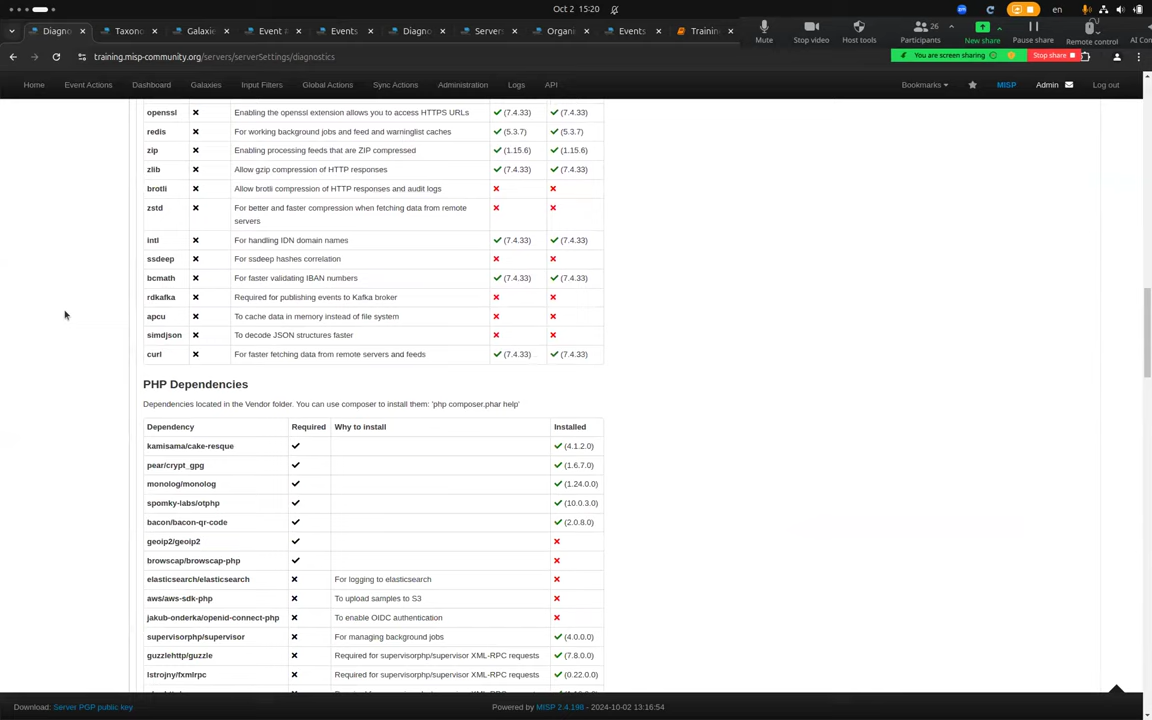 Oct 2 15:20
en
Diagno
Taxono
Galaxie
Event #
Events
Diagno
Server
Organi
Events
Trainin
26
Mute
Stop video
Host tools
Participants
New share
Pause share
Remote control
AI Con
training.misp-community.org/servers/serverSettings/diagnostics
You are screen sharing
Stop share
Home
Event Actions
Dashboard
Galaxies
Input Filters
Global Actions
Sync Actions
Administration
Logs
API
Bookmarks
MISP
Admin
Log out
openssl Enabling the openssl extension allows you to access HTTPS URLs (7.4.33) (7.4.33)
redis For working background jobs and feed and warninglist caches (5.3.7) (5.3.7)
zip Enabling processing feeds that are ZIP compressed (1.15.6) (1.15.6)
zlib Allow gzip compression of HTTP responses (7.4.33) (7.4.33)
brotli Allow brotli compression of HTTP responses and audit logs
zstd For better and faster compression when fetching data from remote
servers
intl For handling IDN domain names (7.4.33) (7.4.33)
ssdeep For ssdeep hashes correlation
bcmath For faster validating IBAN numbers (7.4.33) (7.4.33)
rdkafka Required for publishing events to Kafka broker
apcu To cache data in memory instead of file system
simdjson To decode JSON structures faster
curl For faster fetching data from remote servers and feeds (7.4.33) (7.4.33)
PHP Dependencies
Dependencies located in the Vendor folder. You can use composer to install them: 'php composer.phar help'
Dependency Required Why to install Installed
kamisama/cake-resque (4.1.2.0)
pear/crypt_gpg (1.6.7.0)
monolog/monolog (1.24.0.0)
spomky-labs/otphp (10.0.3.0)
bacon/bacon-qr-code (2.0.8.0)
geoip2/geoip2
browscap/browscap-php
elasticsearch/elasticsearch For logging to elasticsearch
aws/aws-sdk-php To upload samples to S3
jakub-onderka/openid-connect-php To enable OIDC authentication
supervisorphp/supervisor For managing background jobs (4.0.0.0)
guzzlehttp/guzzle Required for supervisorphp/supervisor XML-RPC requests (7.8.0.0)
lstrojny/fxmlrpc Required for supervisorphp/supervisor XML-RPC requests (0.22.0.0)
Download: Server PGP public key
Powered by MISP 2.4.198 - 2024-10-02 13:16:54